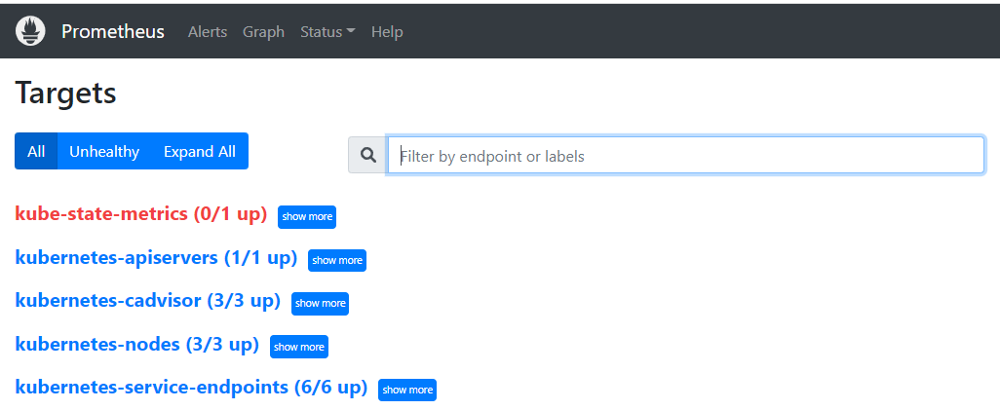 Prometheus Alerts Graph Status Help
Targets
All Unhealthy Expand All Filter by endpoint or labels
kube-state-metrics (0/1 up) show more
kubernetes-apiservers (1/1 up) show more
kubernetes-cadvisor (3/3 up) show more
kubernetes-nodes (3/3 up) show more
kubernetes-service-endpoints (6/6 up) show more